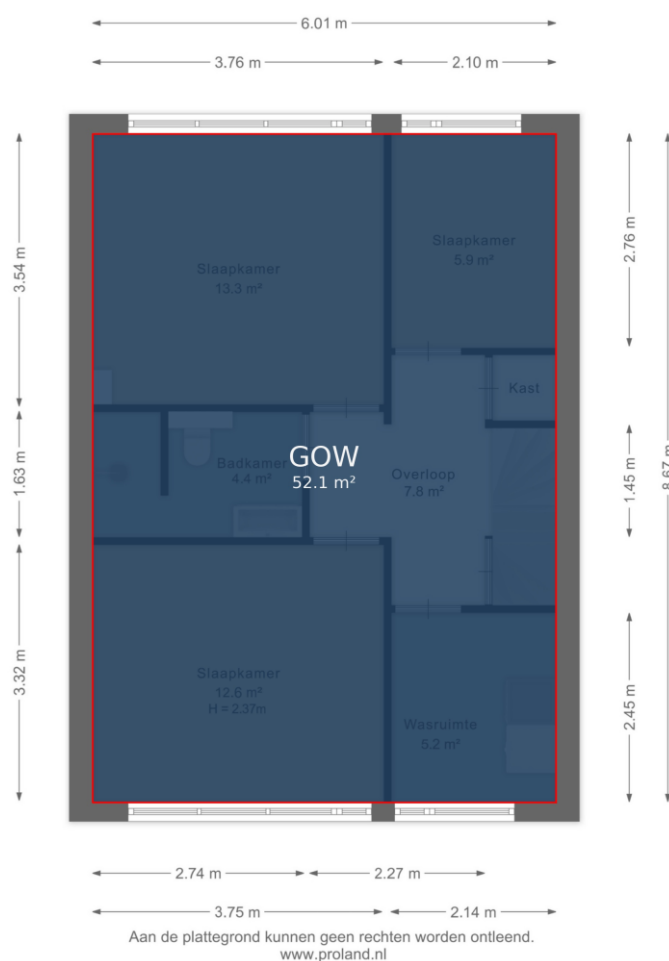 6.01 m
3.76 m
2.10 m
3.54 m
2.76 m
Slaapkamer
5.9 m²
Slaapkamer
13.3 m²
Kast
GOW
52.1 m²
Badkamer
4.4 m²
Overloop
7.8 m²
1.63 m
1.45 m
8.67 m
Slaapkamer
12.6 m²
H = 2.37m
3.32 m
2.45 m
Wasruimte
5.2 m²
2.74 m
2.27 m
3.75 m
2.14 m
Aan de plattegrond kunnen geen rechten worden ontleend.
www.proland.nl